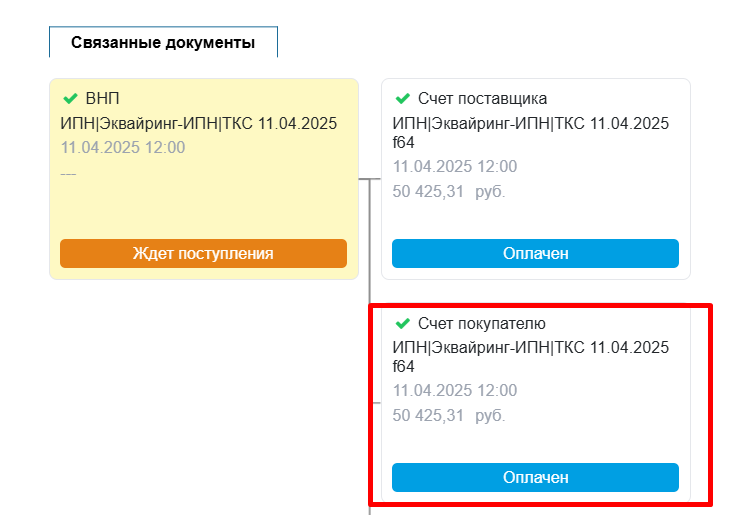 Связанные документы
ВНП
ИПН|Эквайринг-ИПН|ТКС 11.04.2025
11.04.2025 12:00
---
Ждет поступления
Счет поставщика
ИПН|Эквайринг-ИПН|ТКС 11.04.2025
f64
11.04.2025 12:00
50 425,31 руб.
Оплачен
Счет покупателю
ИПН|Эквайринг-ИПН|ТКС 11.04.2025
f64
11.04.2025 12:00
50 425,31 руб.
Оплачен